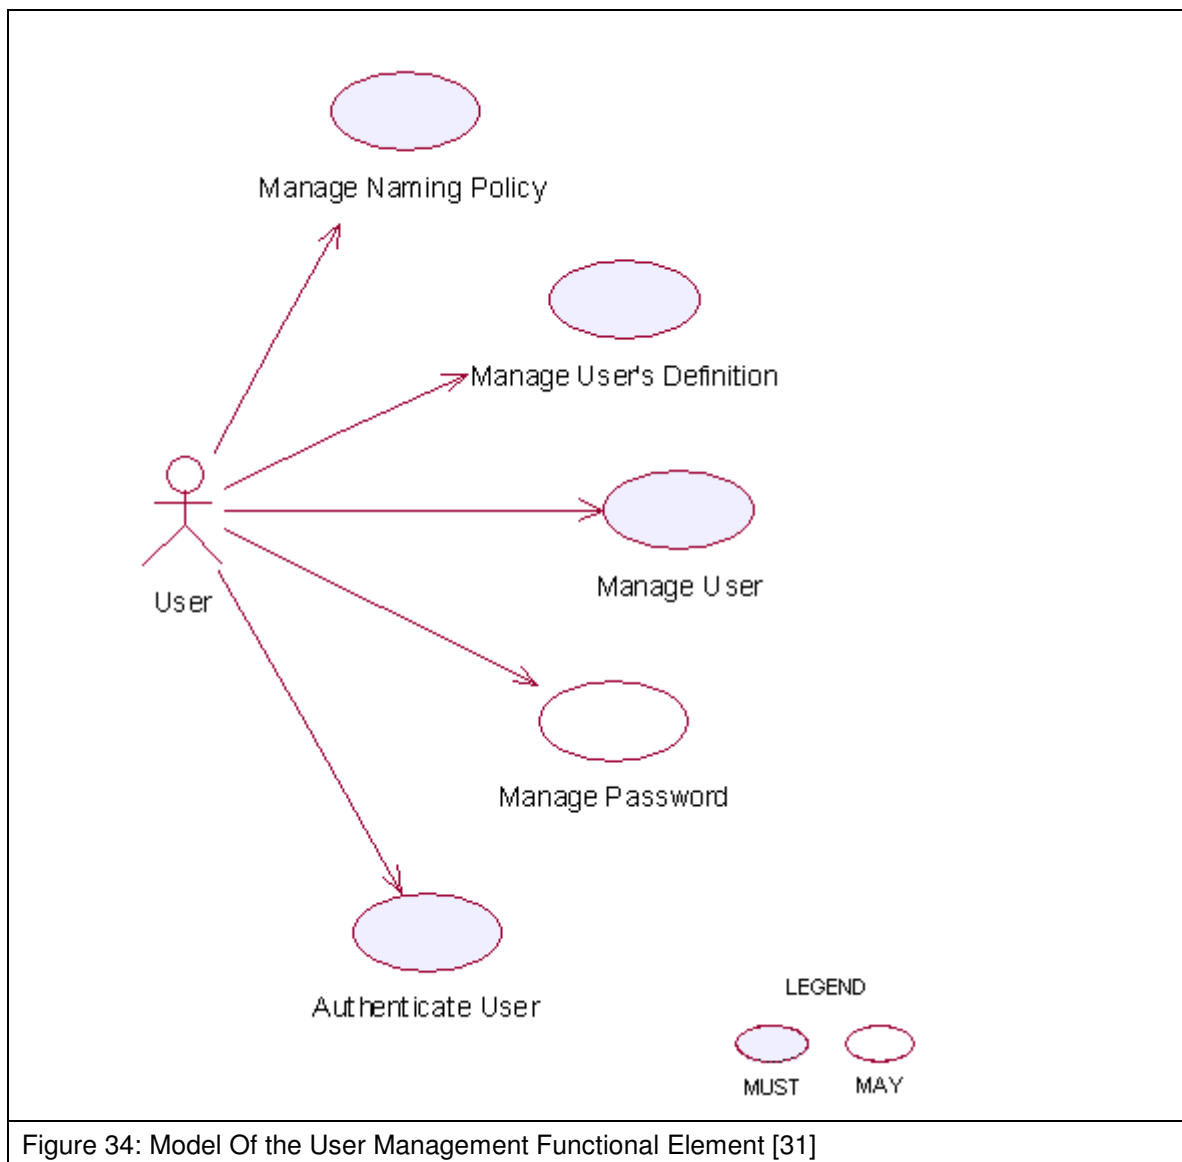 Manage Naming Policy
Manage User's Definition
Manage User
User
Manage Password
Authenticate User
LEGEND
MUST MAY
Figure 34: Model Of the User Management Functional Element [31]